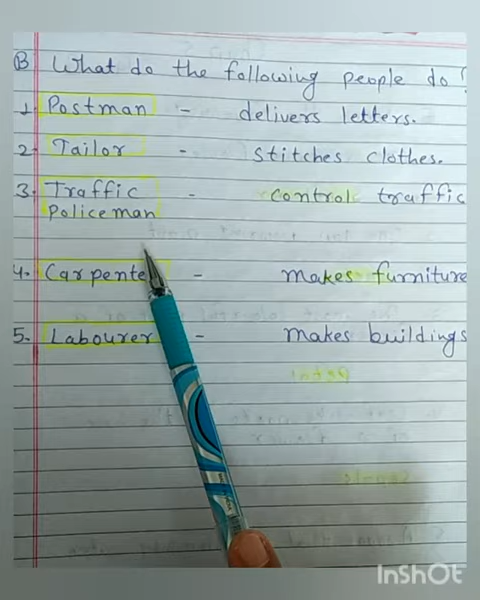 B What do the following people do?
1. Postman - delivers letters.
2. Tailor - stitches clothes.
3. Traffic - control traffic
Policeman
4. Carpente - makes furniture
5. Labourer - makes buildings
InShOt